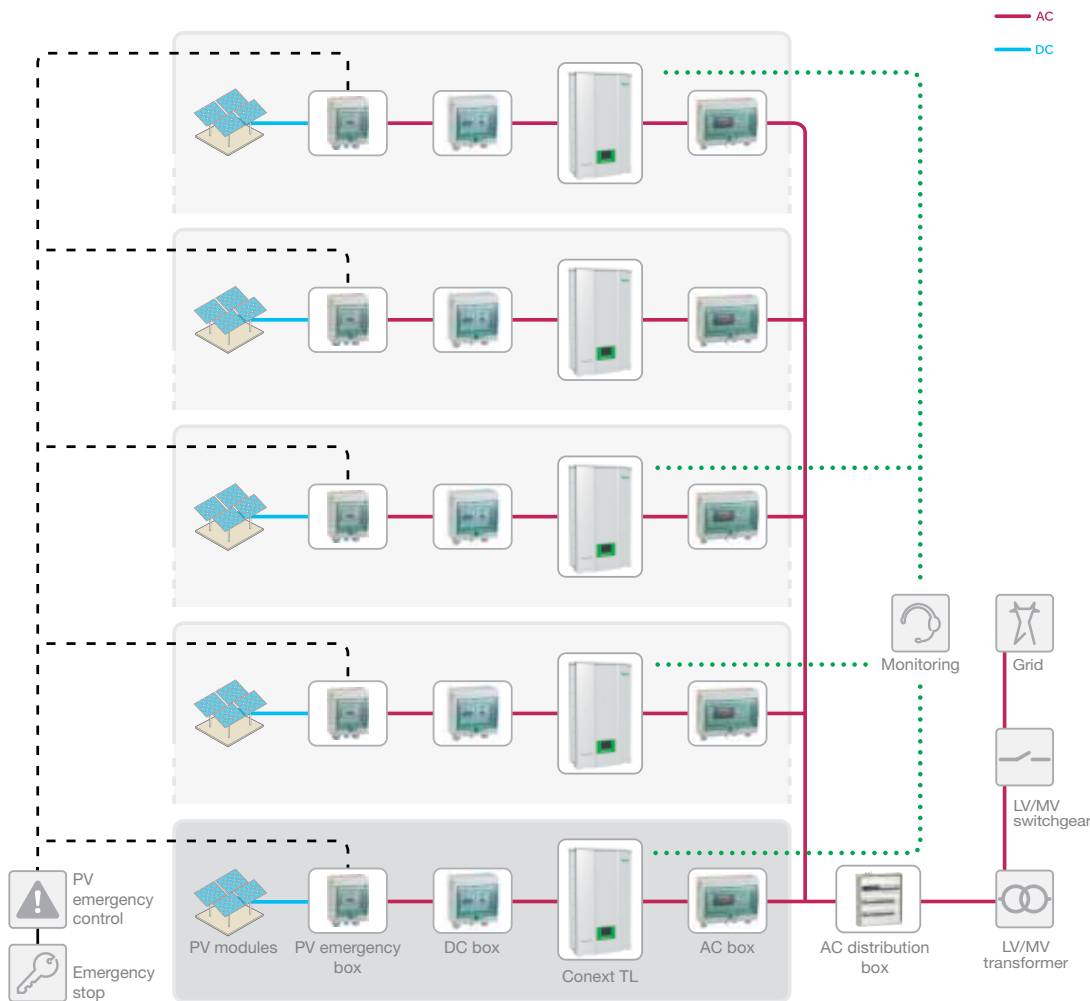 AC
DC
Monitoring
Grid
LV/MV
switchgear
PV
emergency
control
Emergency
stop
PV modules
PV emergency
box
DC box
Conext TL
AC box
AC distribution
box
LV/MV
transformer